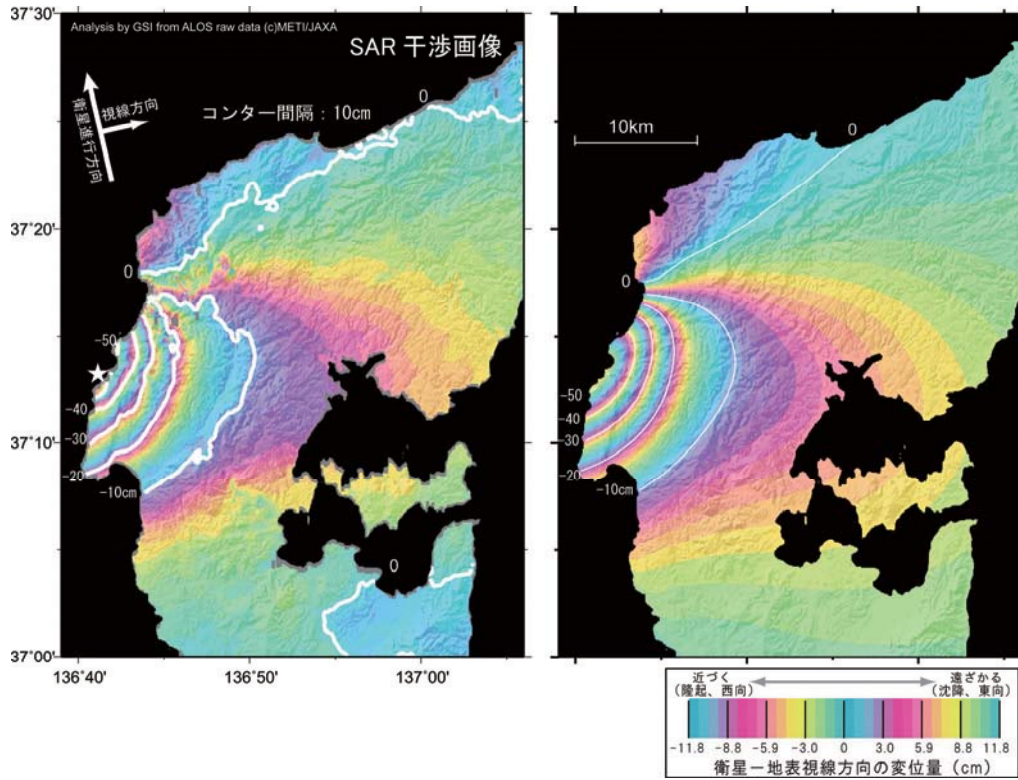 37°30'
Analysis by GSI from ALOS raw data (c)METI/JAXA
SAR 干渉画像
衛星進行方向
視線方向
コンター間隔：10cm
0
37°20'
0
-50
-40
-30
-20
-10cm
37°10'
0
37°00'
136°40'
136°50'
137°00'
10km
0
0
-50
-40
-30
-20
-10cm
近づく
（隆起、西向）
遠ざかる
（沈降、東向）
-11.8 -8.8 -5.9 -3.0 0 3.0 5.9 8.8 11.8
衛星－地表視線方向の変位量（cm）